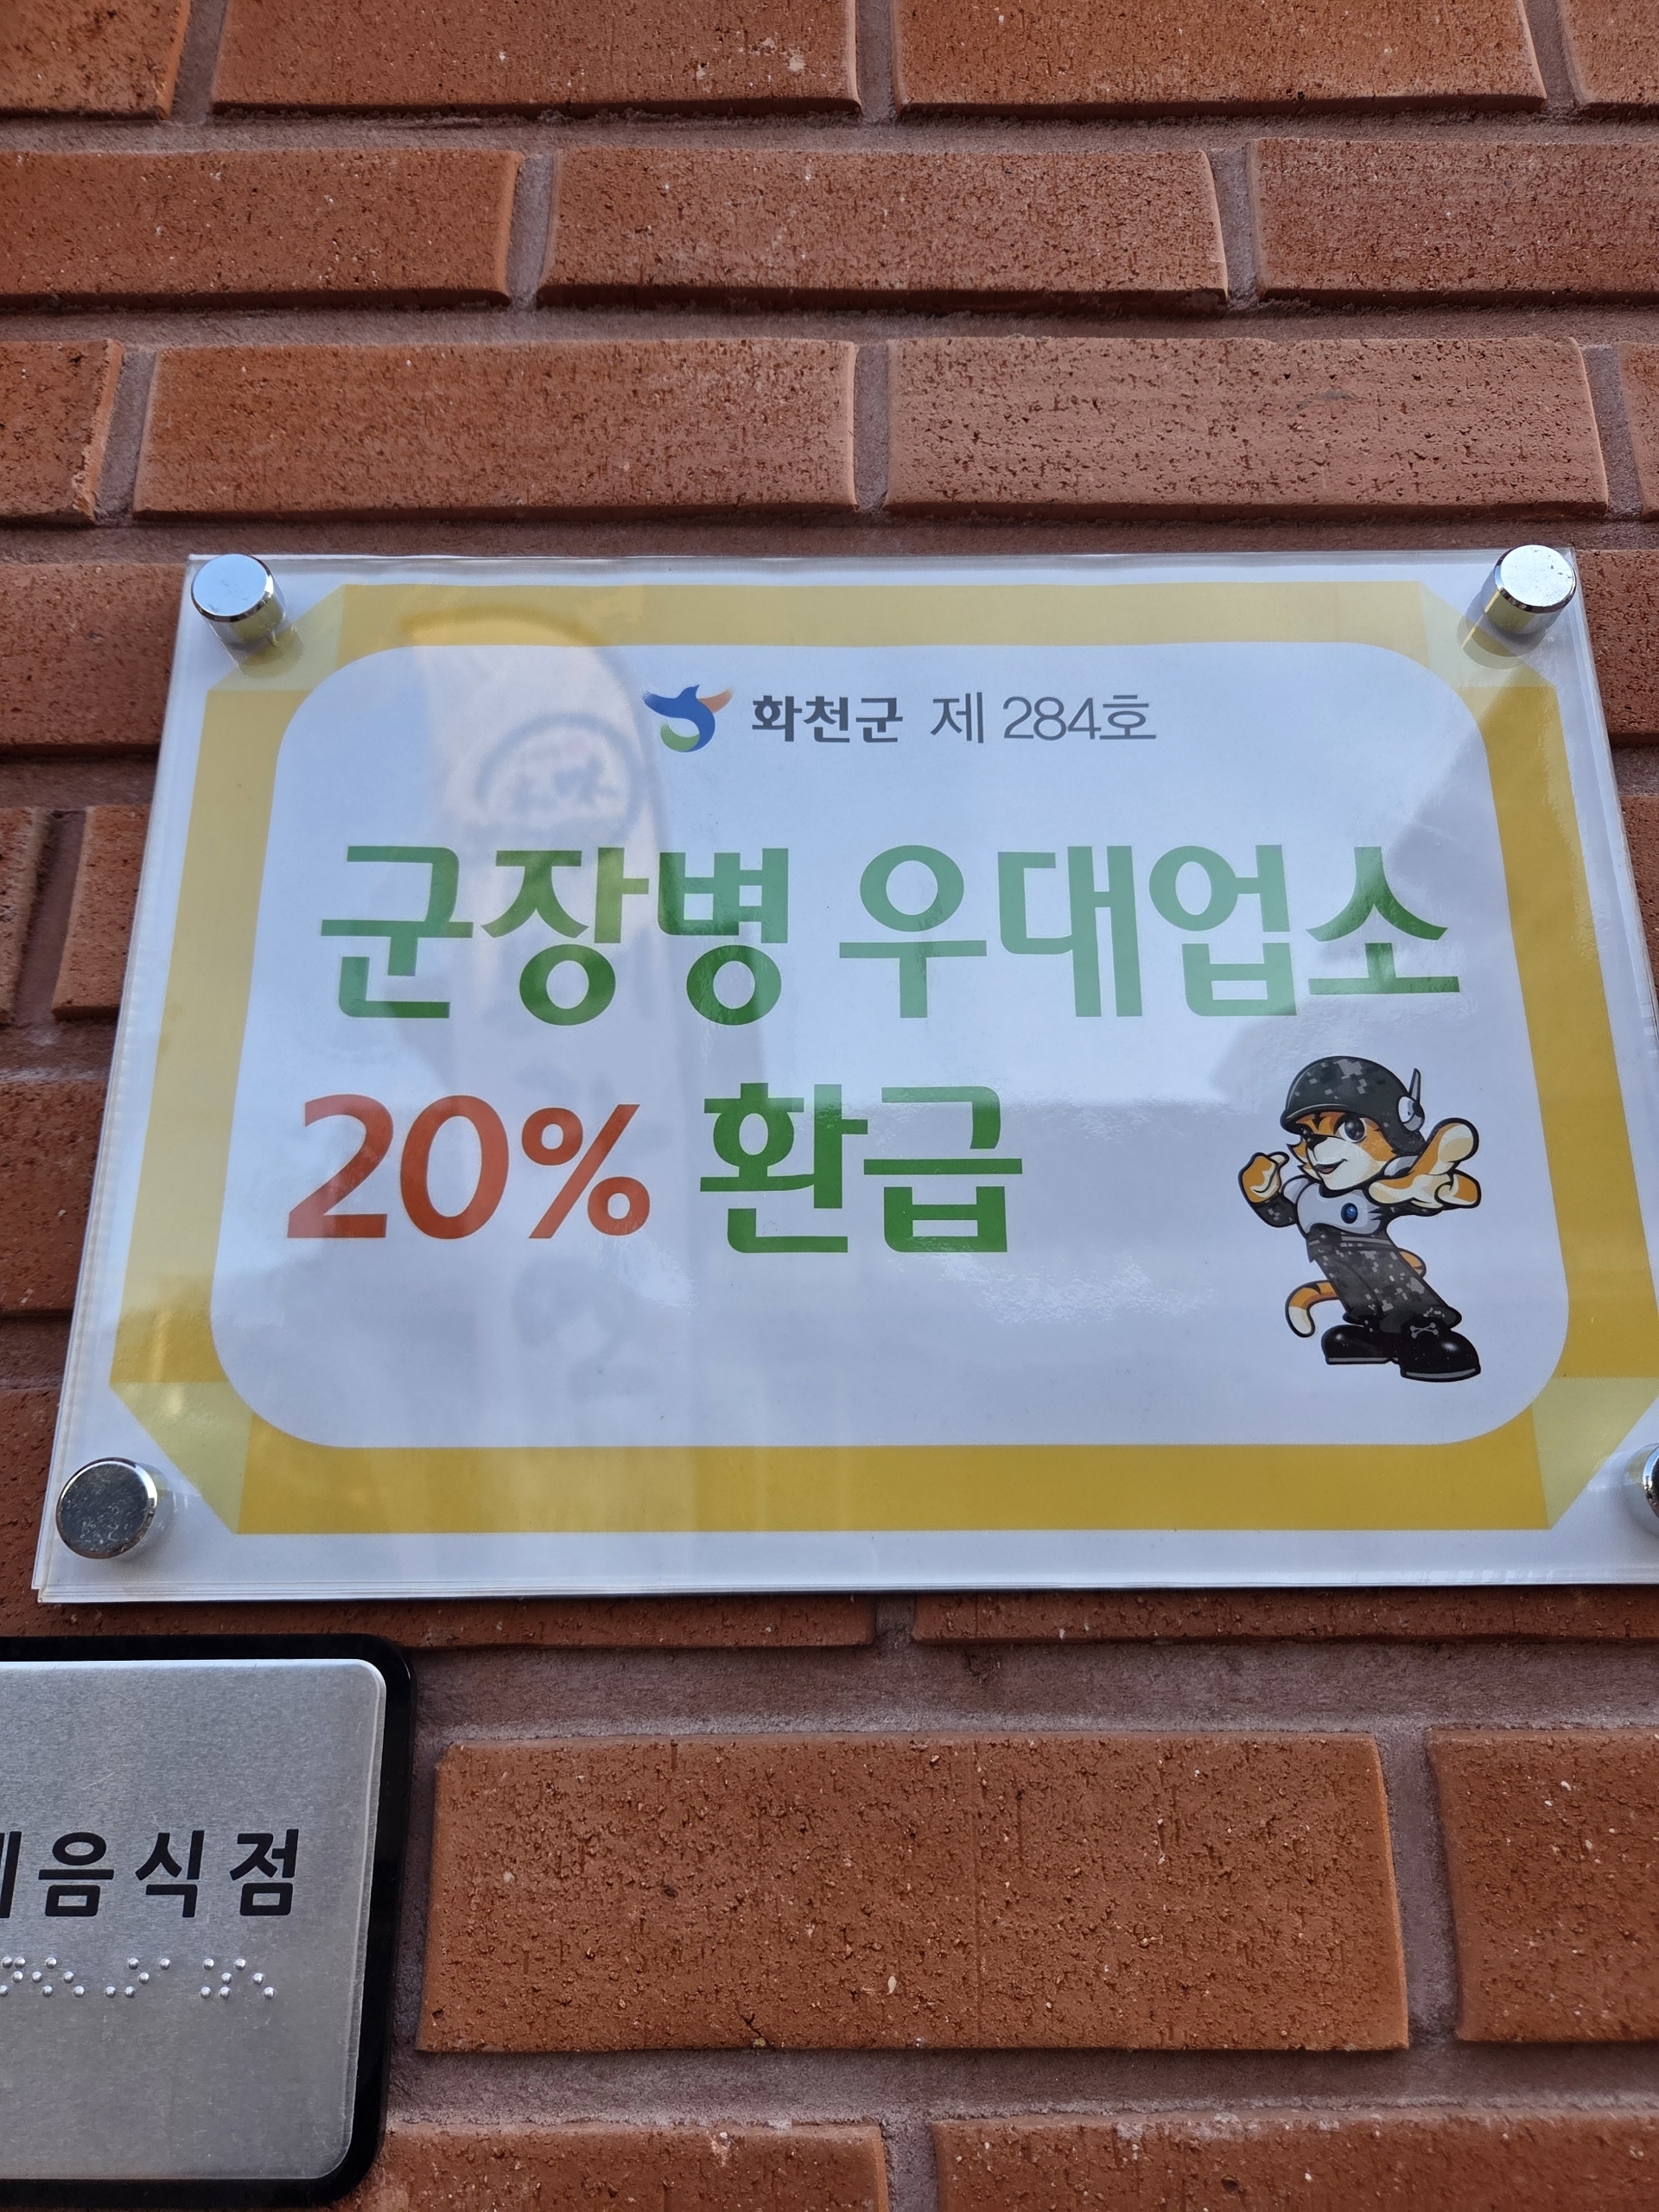 화천군 제 284호
군장병 우대업소
20% 환급
음식점